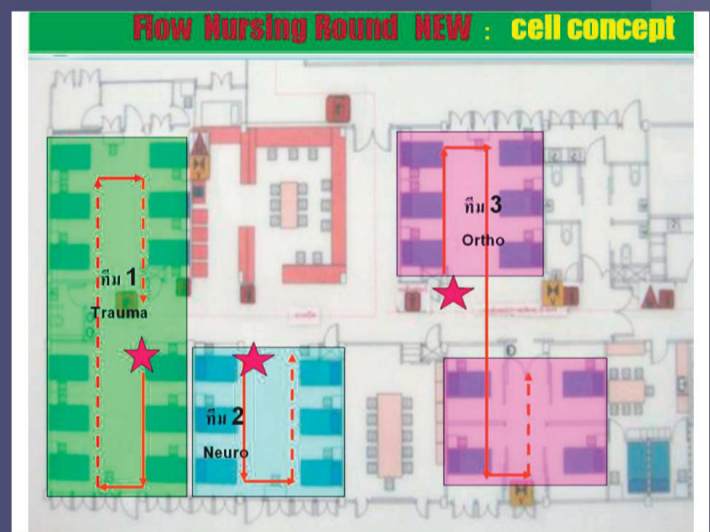 Flow Nursing Round NEW : cell concept
ทีม 1
Trauma
ทีม 2
Neuro
ทีม 3
Ortho